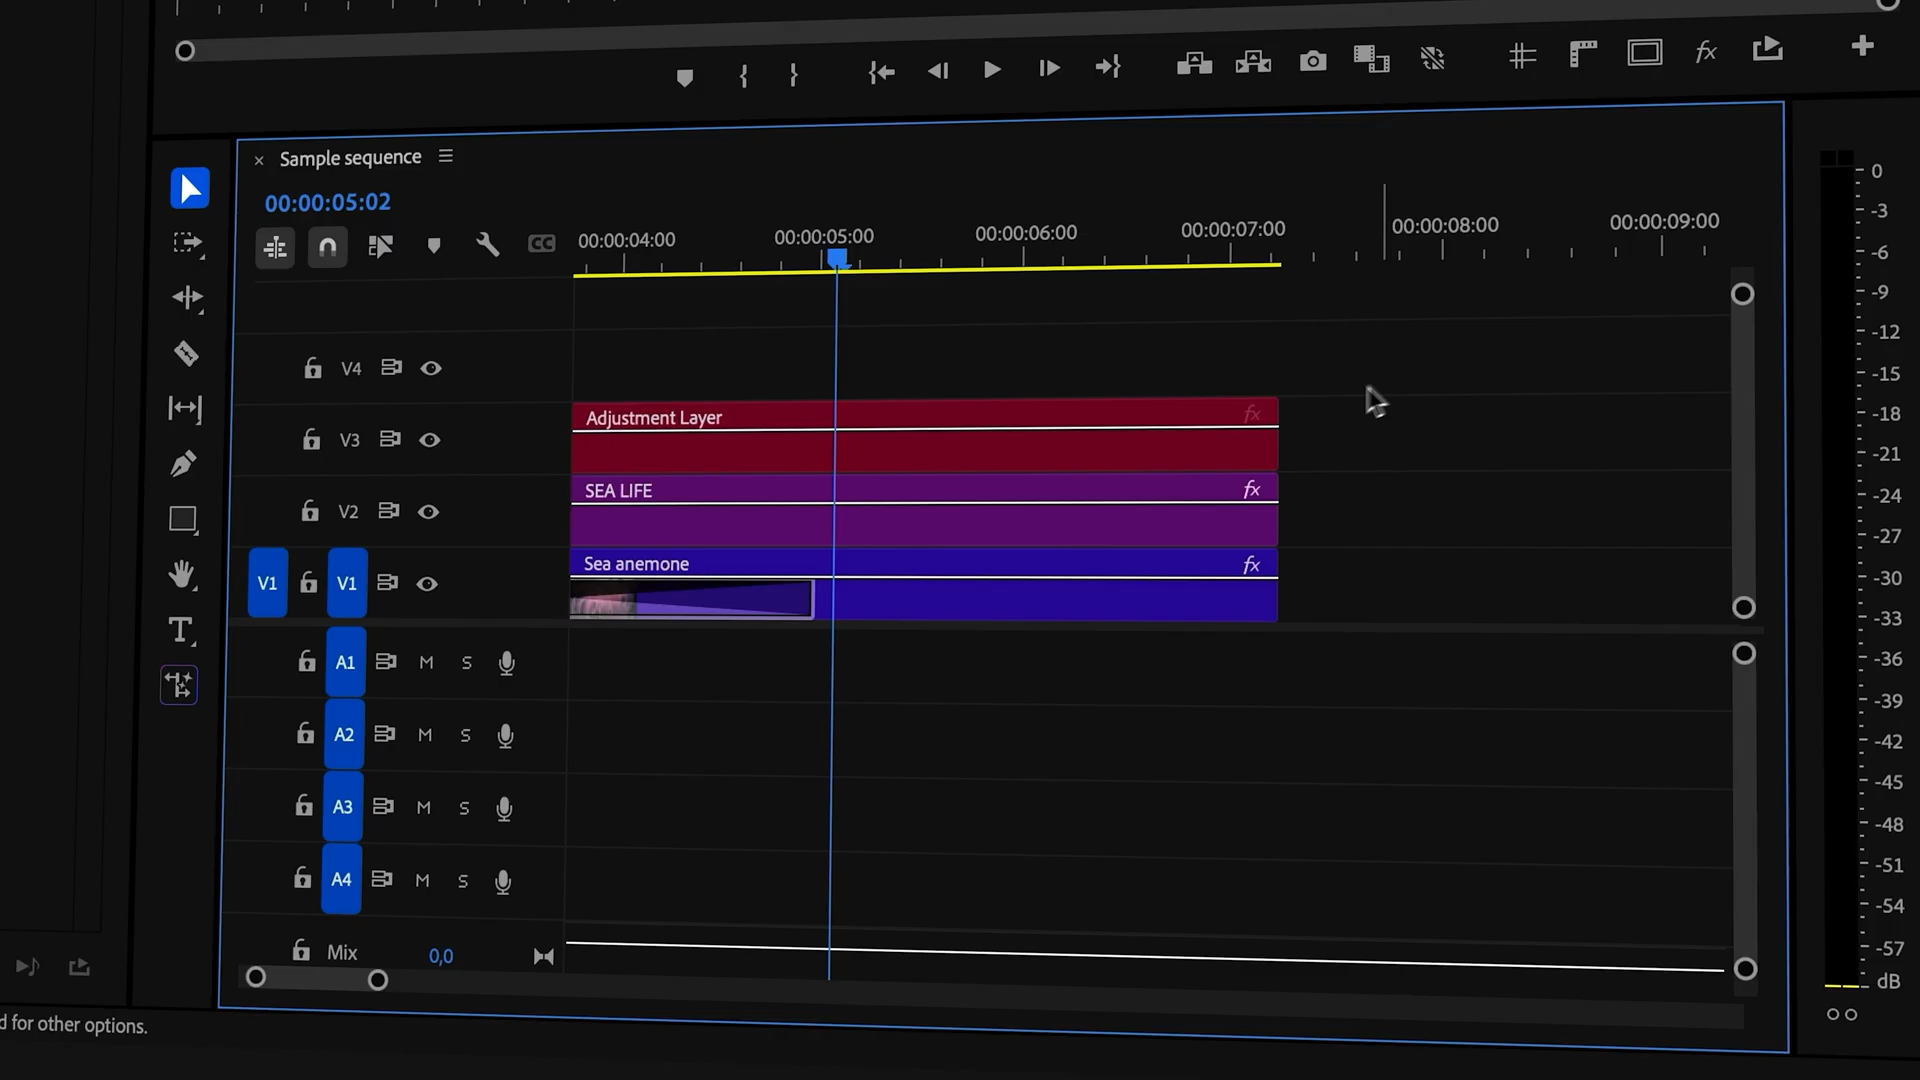 Sample sequence
00:00:05:02
00:00:04:00 00:00:05:00 00:00:06:00 00:00:07:00 00:00:08:00 00:00:09:00
CC
V4
V3
Adjustment Layer fx
V2
SEA LIFE fx
V1 V1
Sea anemone fx
A1 M S
A2 M S
A3 M S
A4 M S
Mix 0,0
T
fx
0
-3
-6
-9
-12
-15
-18
-21
-24
-27
-30
-33
-36
-39
-42
-45
-48
-51
-54
-57
dB
d for other options.